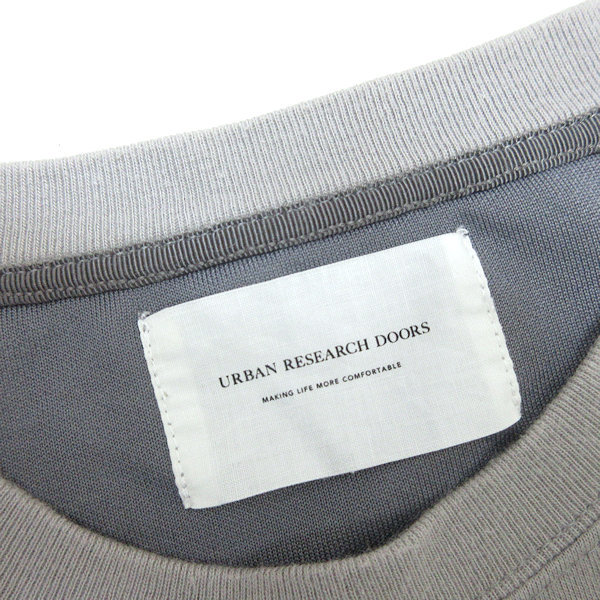 URBAN RESEARCH DOORS
MAKING LIFE MORE COMFORTABLE